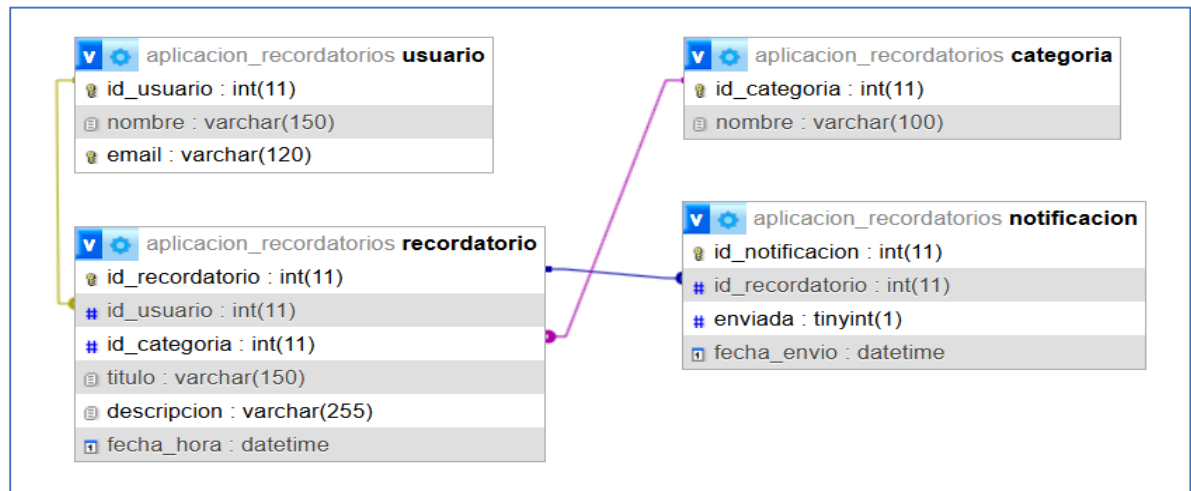 aplicacion_recordatorios usuario
id_usuario : int(11)
nombre : varchar(150)
email : varchar(120)
aplicacion_recordatorios categoria
id_categoria : int(11)
nombre : varchar(100)
aplicacion_recordatorios recordatorio
id_recordatorio : int(11)
# id_usuario : int(11)
# id_categoria : int(11)
titulo : varchar(150)
descripcion : varchar(255)
fecha_hora : datetime
aplicacion_recordatorios notificacion
id_notificacion : int(11)
# id_recordatorio : int(11)
# enviada : tinyint(1)
fecha_envio : datetime